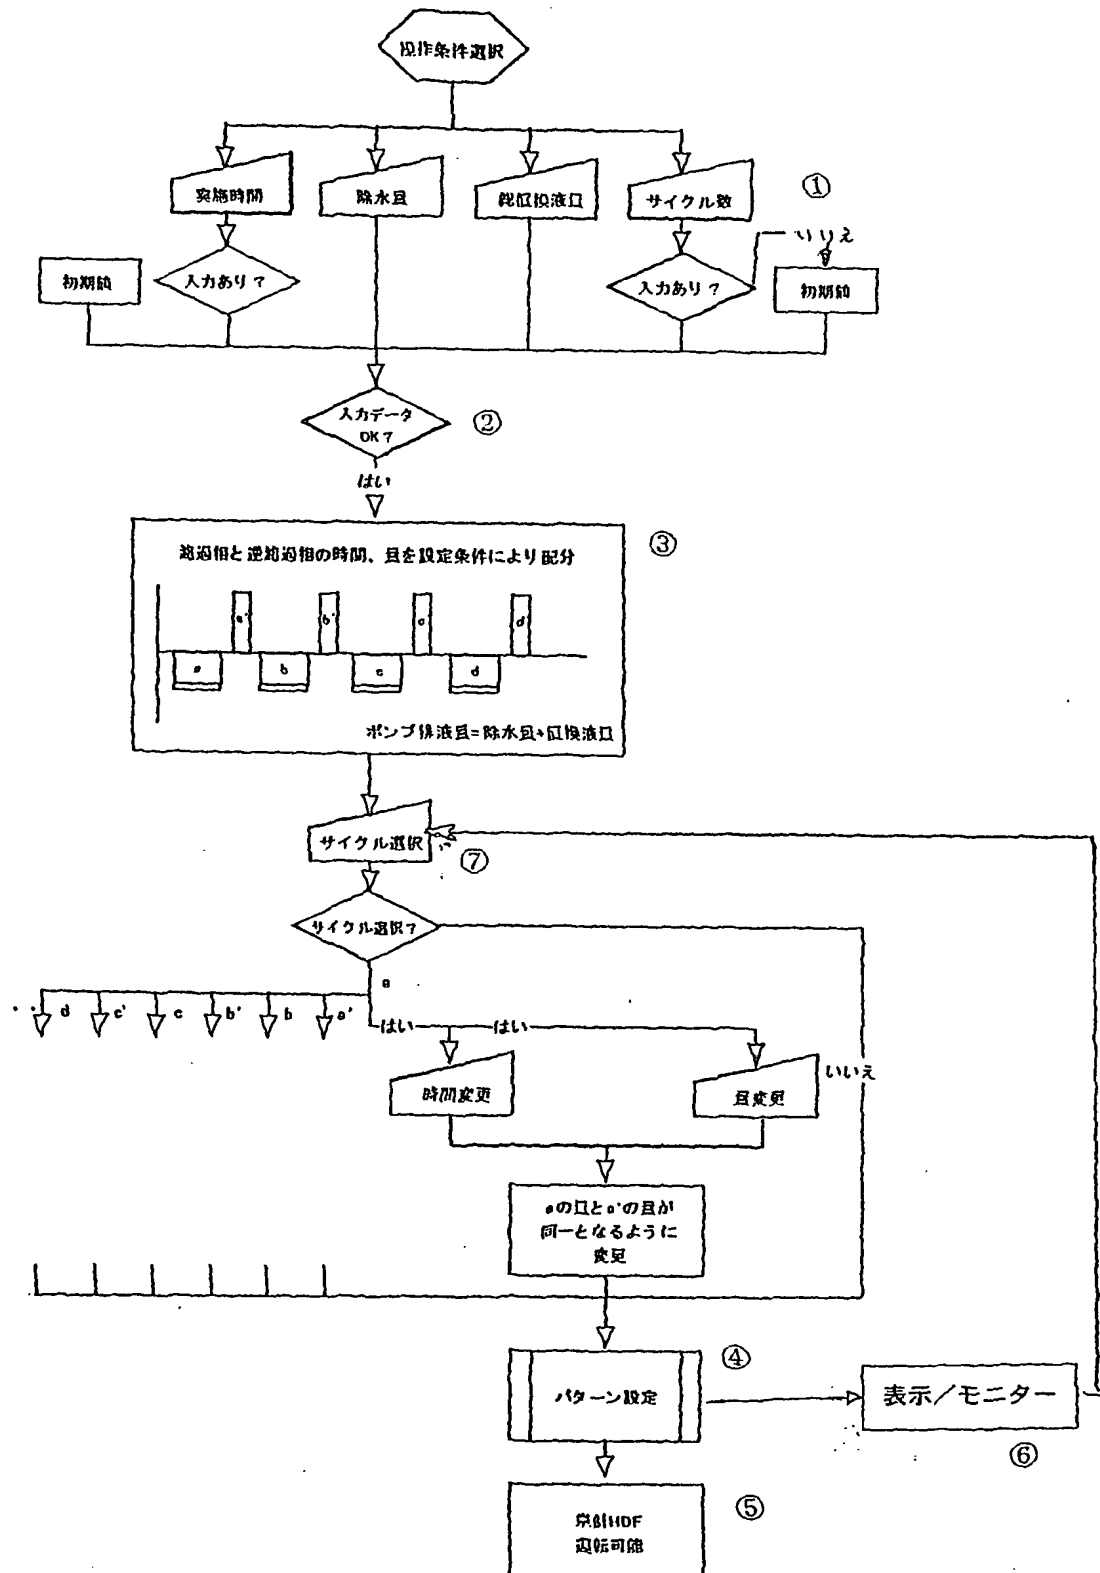 操作条件選択
実施時間
除水量
総置換液量
サイクル数
①
いいえ
初期値
入力あり?
入力あり?
初期値
入力データ
OK?
②
はい
③
濾過相と逆濾過相の時間、量を設定条件により配分
a'
b'
c'
d'
a
b
c
d
ポンプ排液量=除水量+置換液量
サイクル選択
⑦
サイクル選択?
a
d
c'
c
b'
b
a'
はい
はい
時間変更
量変更
いいえ
aの量とa'の量が
同一となるように
変更
④
パターン設定
表示/モニター
⑥
⑤
HDF
運転可能